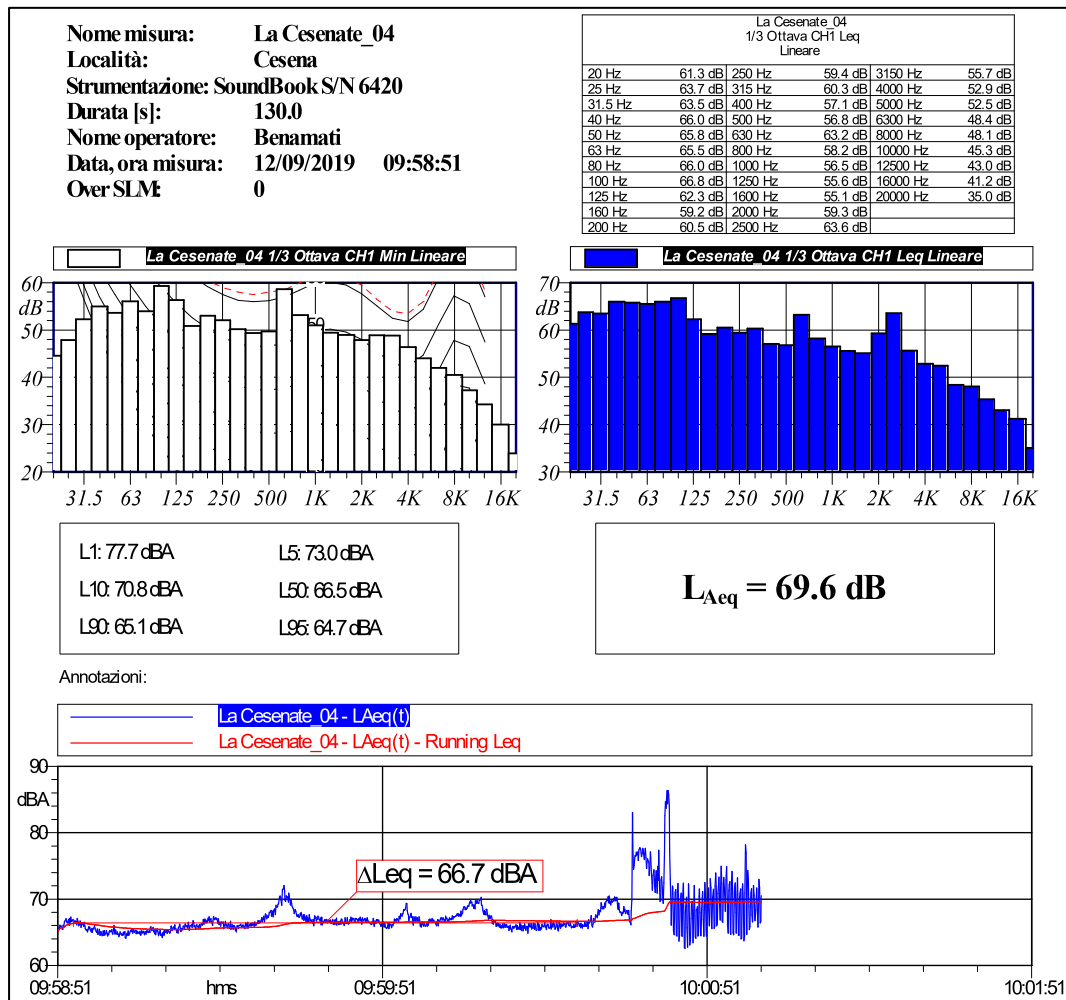 Nome misura: La Cesenate_04
Località: Cesena
Strumentazione: SoundBook S/N 6420
Durata [s]: 130.0
Nome operatore: Benamati
Data, ora misura: 12/09/2019 09:58:51
Over SLM: 0
La Cesenate_04
1/3 Ottava CH1 Leq
Lineare
20 Hz 61.3 dB 250 Hz 59.4 dB 3150 Hz 55.7 dB
25 Hz 63.7 dB 315 Hz 60.3 dB 4000 Hz 52.9 dB
31.5 Hz 63.5 dB 400 Hz 57.1 dB 5000 Hz 52.5 dB
40 Hz 66.0 dB 500 Hz 56.8 dB 6300 Hz 48.4 dB
50 Hz 65.8 dB 630 Hz 63.2 dB 8000 Hz 48.1 dB
63 Hz 65.5 dB 800 Hz 58.2 dB 10000 Hz 45.3 dB
80 Hz 66.0 dB 1000 Hz 56.5 dB 12500 Hz 43.0 dB
100 Hz 66.8 dB 1250 Hz 55.6 dB 16000 Hz 41.2 dB
125 Hz 62.3 dB 1600 Hz 55.1 dB 20000 Hz 35.0 dB
160 Hz 59.2 dB 2000 Hz 59.3 dB
200 Hz 60.5 dB 2500 Hz 63.6 dB
La Cesenate_04 1/3 Ottava CH1 Min Lineare
60
dB
50
40
30
20
31.5 63 125 250 500 1K 2K 4K 8K 16K
La Cesenate_04 1/3 Ottava CH1 Leq Lineare
70
dB
60
50
40
30
31.5 63 125 250 500 1K 2K 4K 8K 16K
L1: 77.7 dBA L5: 73.0 dBA
L10: 70.8 dBA L50: 66.5 dBA
L90: 65.1 dBA L95: 64.7 dBA
LAeq = 69.6 dB
Annotazioni:
La Cesenate_04 - LAeq(t)
La Cesenate_04 - LAeq(t) - Running Leq
90
dBA
80
ΔLeq = 66.7 dBA
70
60
09:58:51 hms 09:59:51 10:00:51 10:01:51